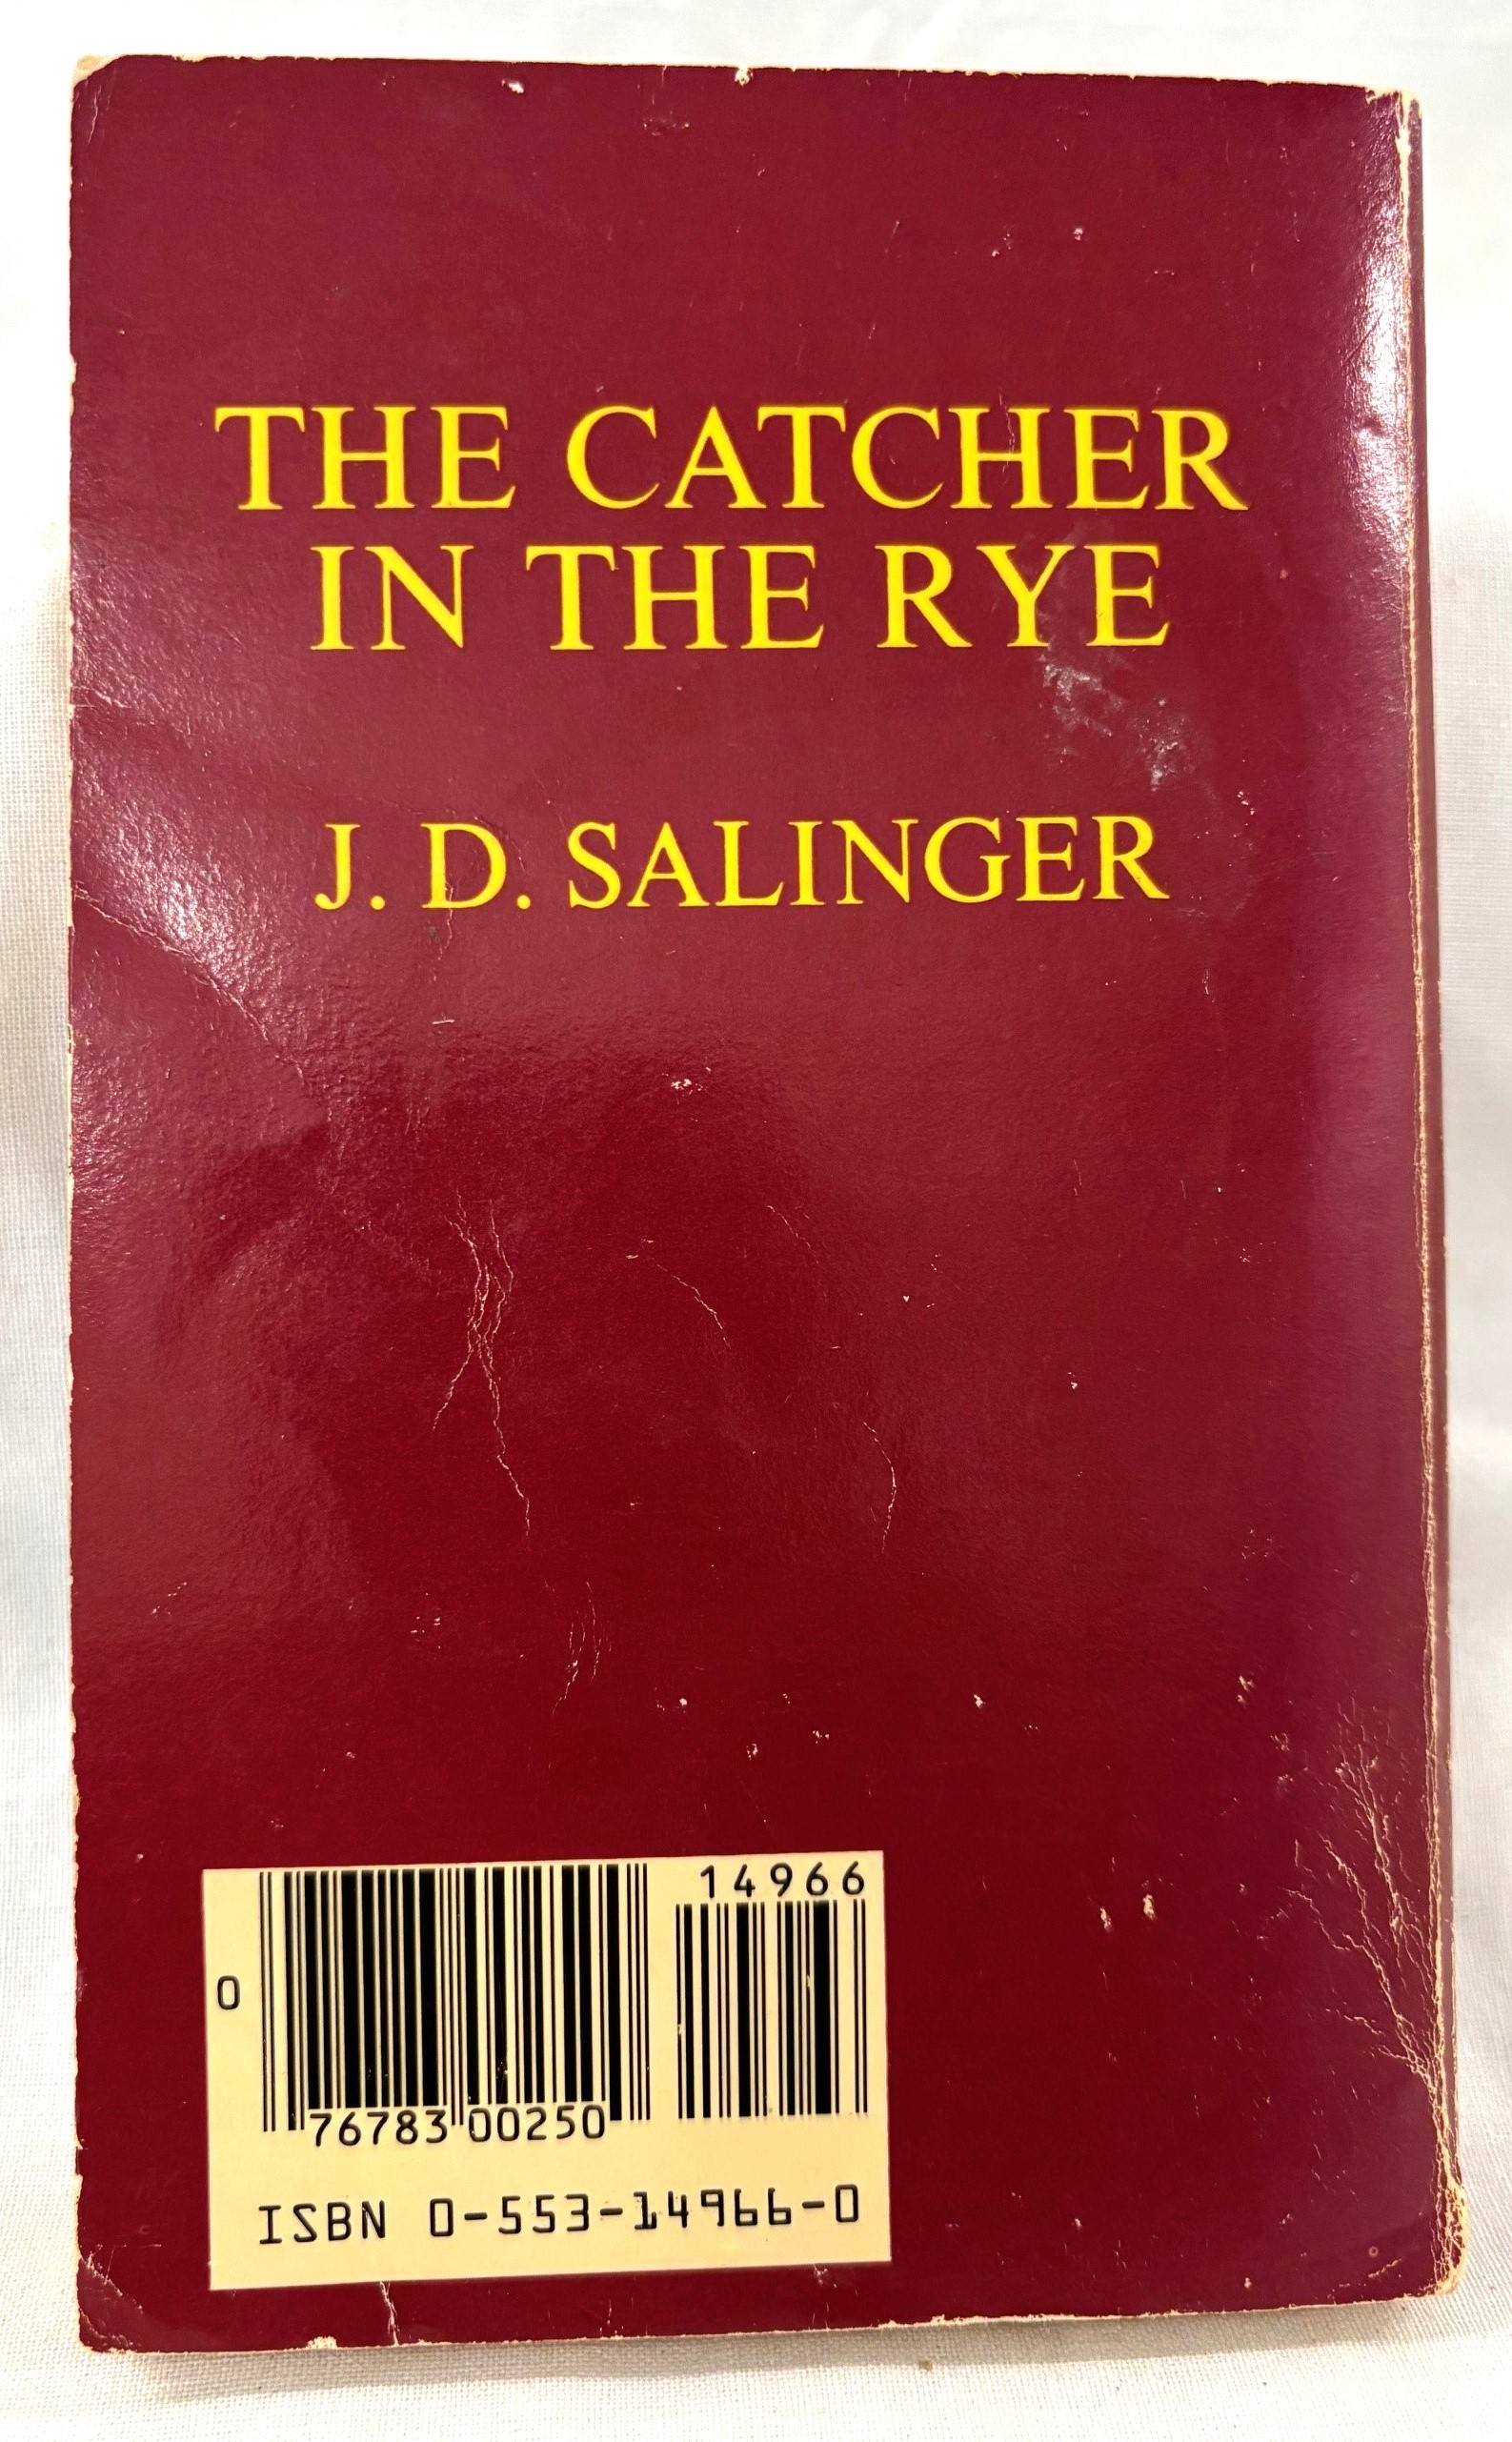 THE CATCHER
IN THE RYE
J. D. SALINGER
14966
0
76783 00250
ISBN 0-553-14966-0